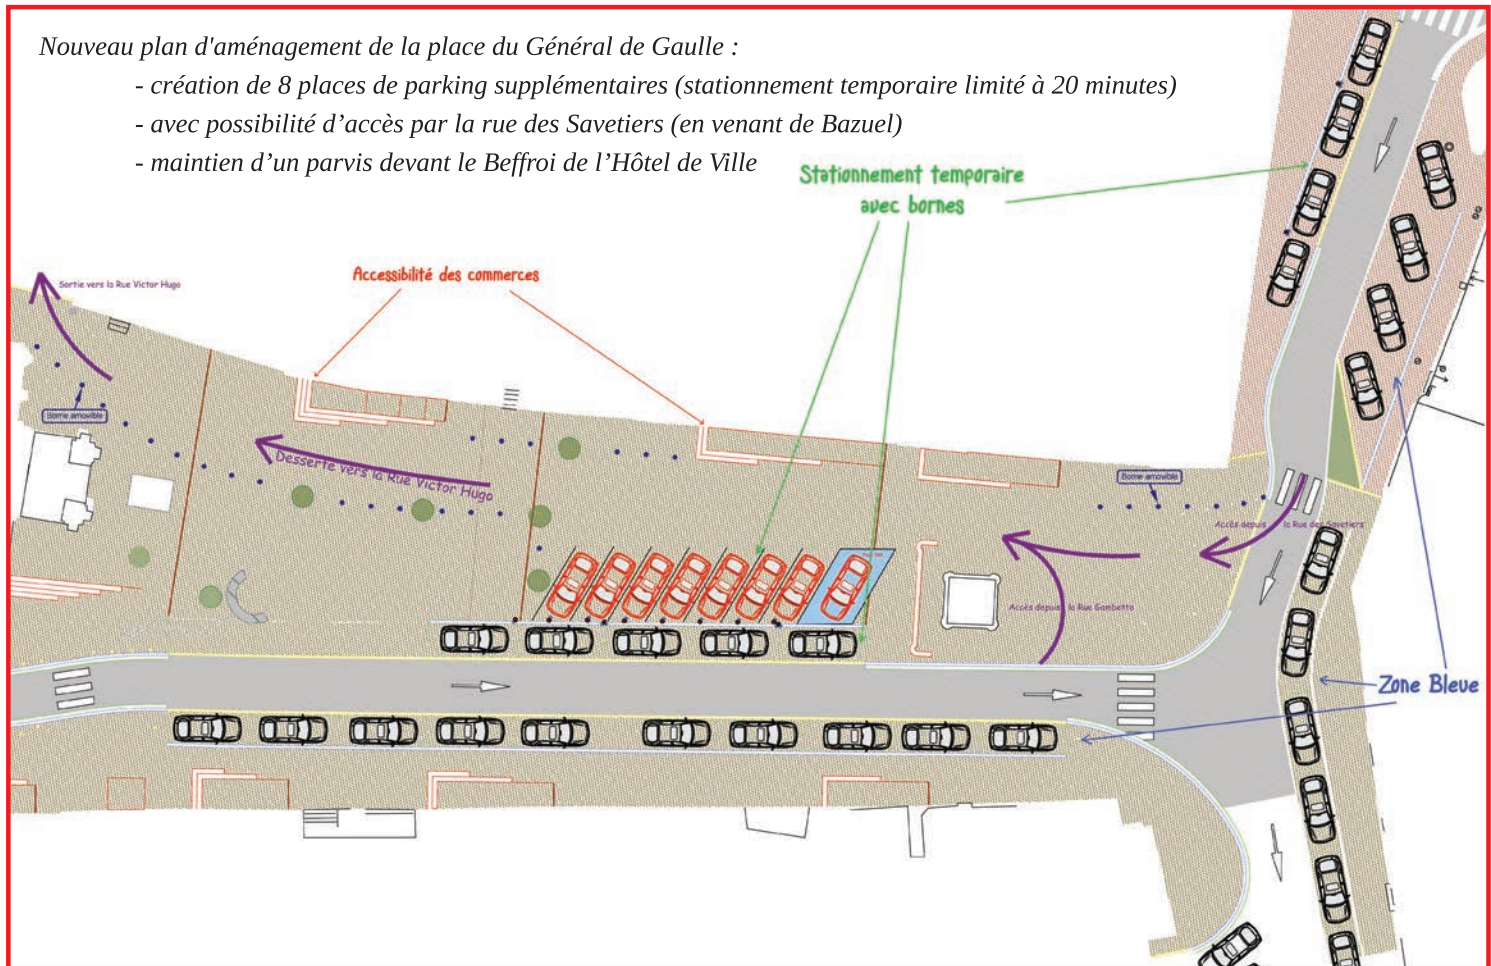 Nouveau plan d'aménagement de la place du Général de Gaulle :
- création de 8 places de parking supplémentaires (stationnement temporaire limité à 20 minutes)
- avec possibilité d’accès par la rue des Savetiers (en venant de Bazuel)
- maintien d’un parvis devant le Beffroi de l’Hôtel de Ville
Stationnement temporaire
avec bornes
Accessibilité des commerces
Sortie vers la Rue Victor Hugo
Borne amovible
Desserte vers la Rue Victor Hugo
Borne amovible
Accès depuis la Rue des Savetiers
Accès depuis la Rue Gambetta
Zone Bleue